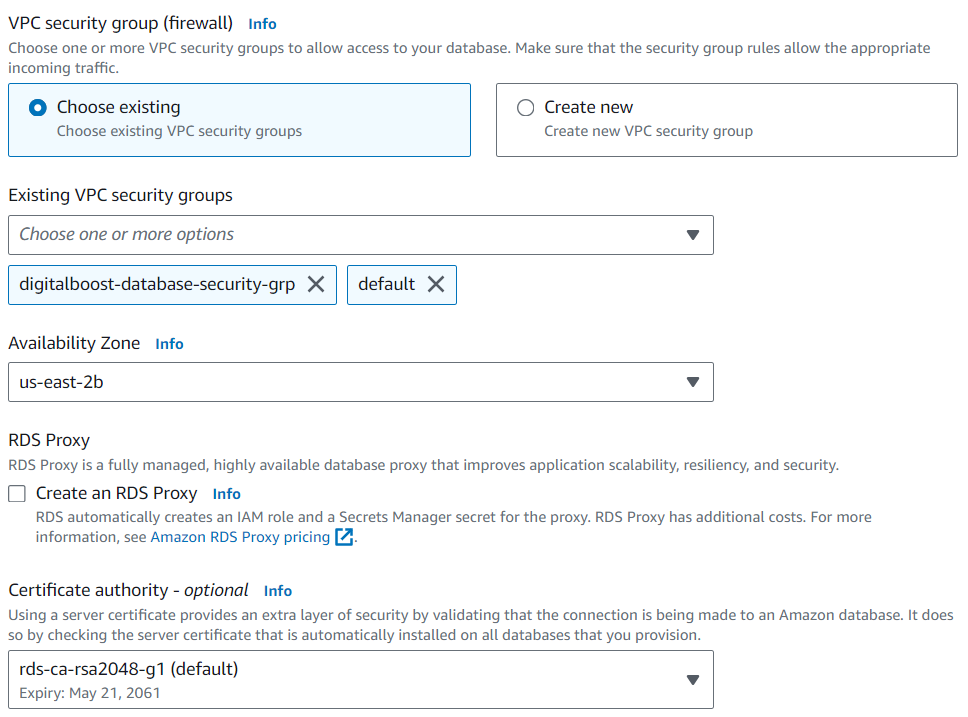 VPC security group (firewall) Info
Choose one or more VPC security groups to allow access to your database. Make sure that the security group rules allow the appropriate
incoming traffic.
Choose existing
Choose existing VPC security groups
Create new
Create new VPC security group
Existing VPC security groups
Choose one or more options
digitalboost-database-security-grp
default
Availability Zone Info
us-east-2b
RDS Proxy
RDS Proxy is a fully managed, highly available database proxy that improves application scalability, resiliency, and security.
Create an RDS Proxy Info
RDS automatically creates an IAM role and a Secrets Manager secret for the proxy. RDS Proxy has additional costs. For more
information, see Amazon RDS Proxy pricing.
Certificate authority - optional Info
Using a server certificate provides an extra layer of security by validating that the connection is being made to an Amazon database. It does
so by checking the server certificate that is automatically installed on all databases that you provision.
rds-ca-rsa2048-g1 (default)
Expiry: May 21, 2061